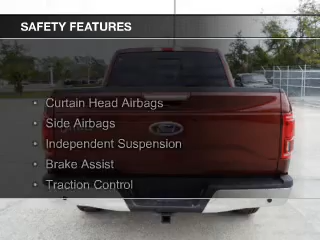 SAFETY FEATURES
• Curtain Head Airbags
• Side Airbags
• Independent Suspension
• Brake Assist
• Traction Control